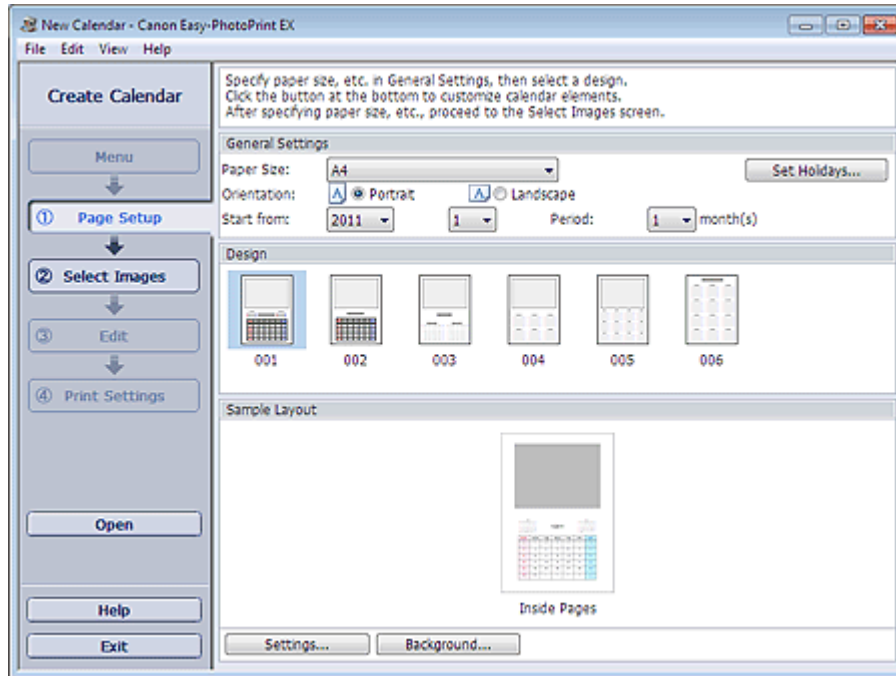 New Calendar - Canon Easy-PhotoPrint EX
File Edit View Help
Create Calendar
Menu
① Page Setup
② Select Images
③ Edit
④ Print Settings
Open
Help
Exit
Specify paper size, etc. in General Settings, then select a design.
Click the button at the bottom to customize calendar elements.
After specifying paper size, etc., proceed to the Select Images screen.
General Settings
Paper Size: A4 Set Holidays...
Orientation: A Portrait A Landscape
Start from: 2011 1 Period: 1 month(s)
Design
001 002 003 004 005 006
Sample Layout
Inside Pages
Settings... Background...